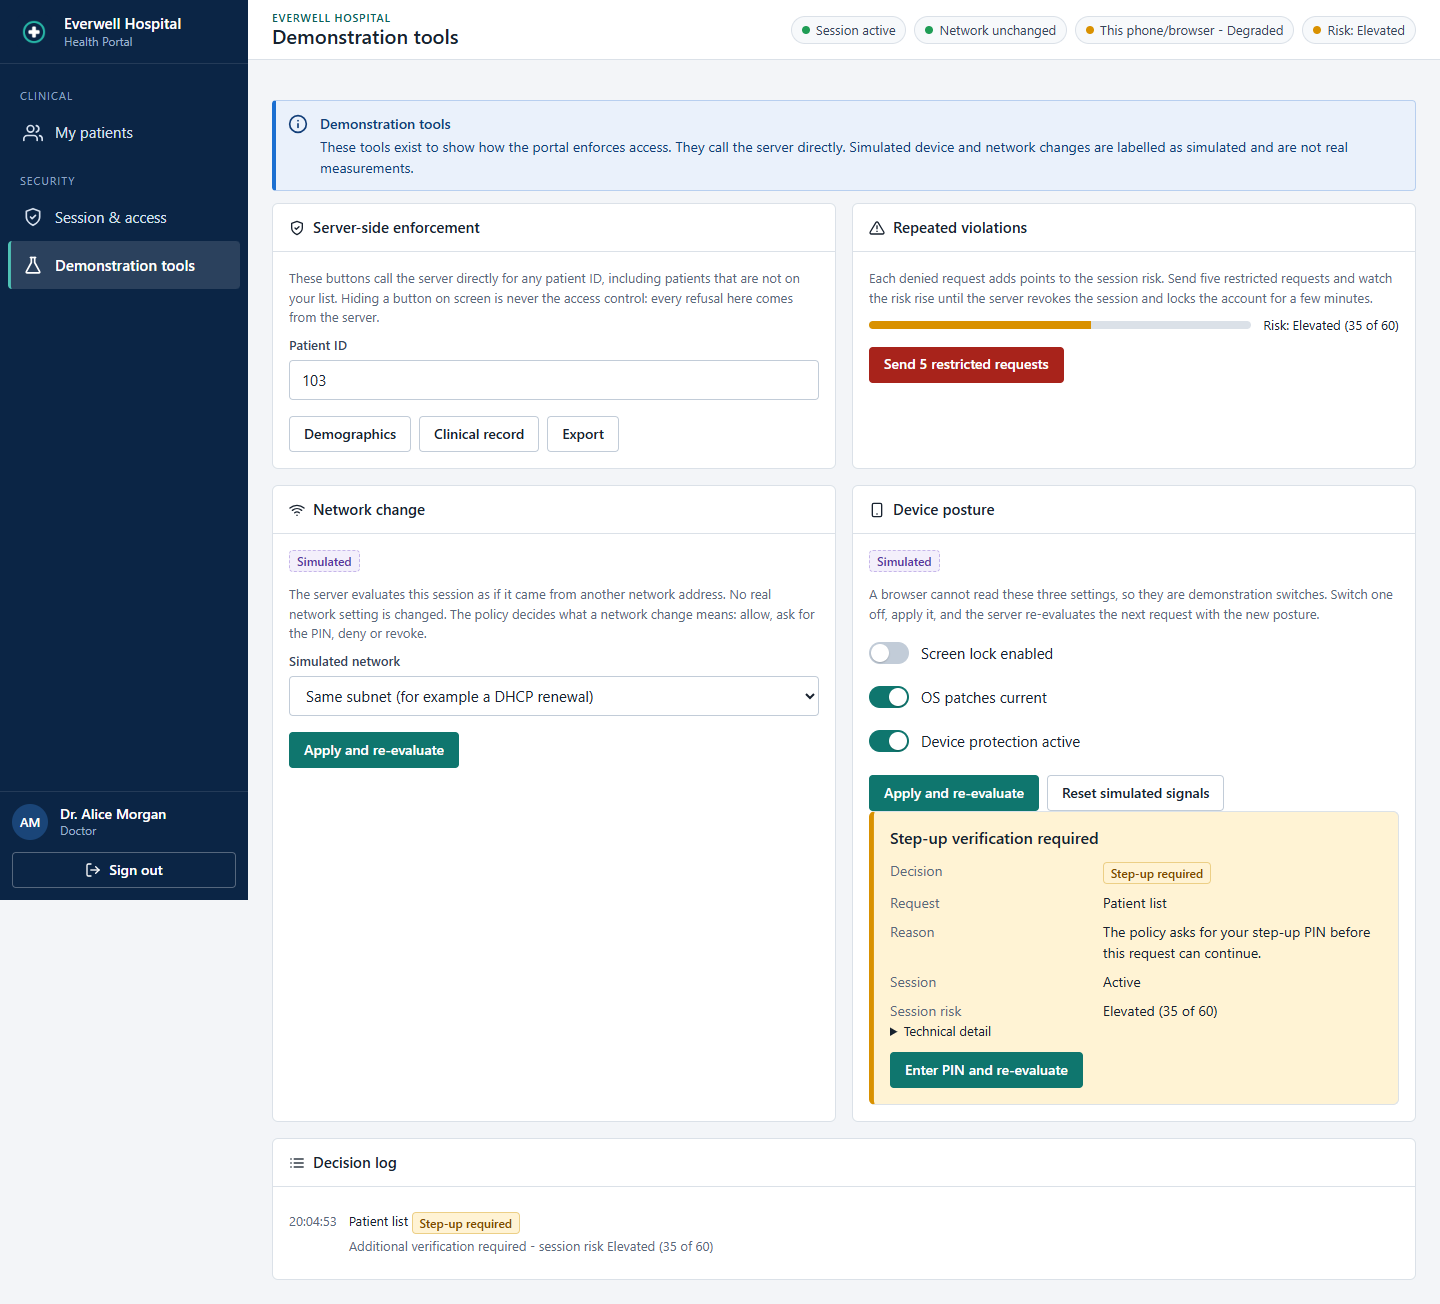 Everwell Hospital
Health Portal
CLINICAL
My patients
SECURITY
Session & access
Demonstration tools
AM
Dr. Alice Morgan
Doctor
Sign out
EVERWELL HOSPITAL
Demonstration tools
Session active
Network unchanged
This phone/browser - Degraded
Risk: Elevated
Demonstration tools
These tools exist to show how the portal enforces access. They call the server directly. Simulated device and network changes are labelled as simulated and are not real
measurements.
Server-side enforcement
These buttons call the server directly for any patient ID, including patients that are not on
your list. Hiding a button on screen is never the access control: every refusal here comes
from the server.
Patient ID
103
Demographics
Clinical record
Export
Repeated violations
Each denied request adds points to the session risk. Send five restricted requests and watch
the risk rise until the server revokes the session and locks the account for a few minutes.
Risk: Elevated (35 of 60)
Send 5 restricted requests
Network change
Simulated
The server evaluates this session as if it came from another network address. No real
network setting is changed. The policy decides what a network change means: allow, ask for
the PIN, deny or revoke.
Simulated network
Same subnet (for example a DHCP renewal)
Apply and re-evaluate
Device posture
Simulated
A browser cannot read these three settings, so they are demonstration switches. Switch one
off, apply it, and the server re-evaluates the next request with the new posture.
Screen lock enabled
OS patches current
Device protection active
Apply and re-evaluate
Reset simulated signals
Step-up verification required
Decision
Step-up required
Request
Patient list
Reason
The policy asks for your step-up PIN before
this request can continue.
Session
Active
Session risk
Elevated (35 of 60)
Technical detail
Enter PIN and re-evaluate
Decision log
20:04:53 Patient list Step-up required
Additional verification required - session risk Elevated (35 of 60)